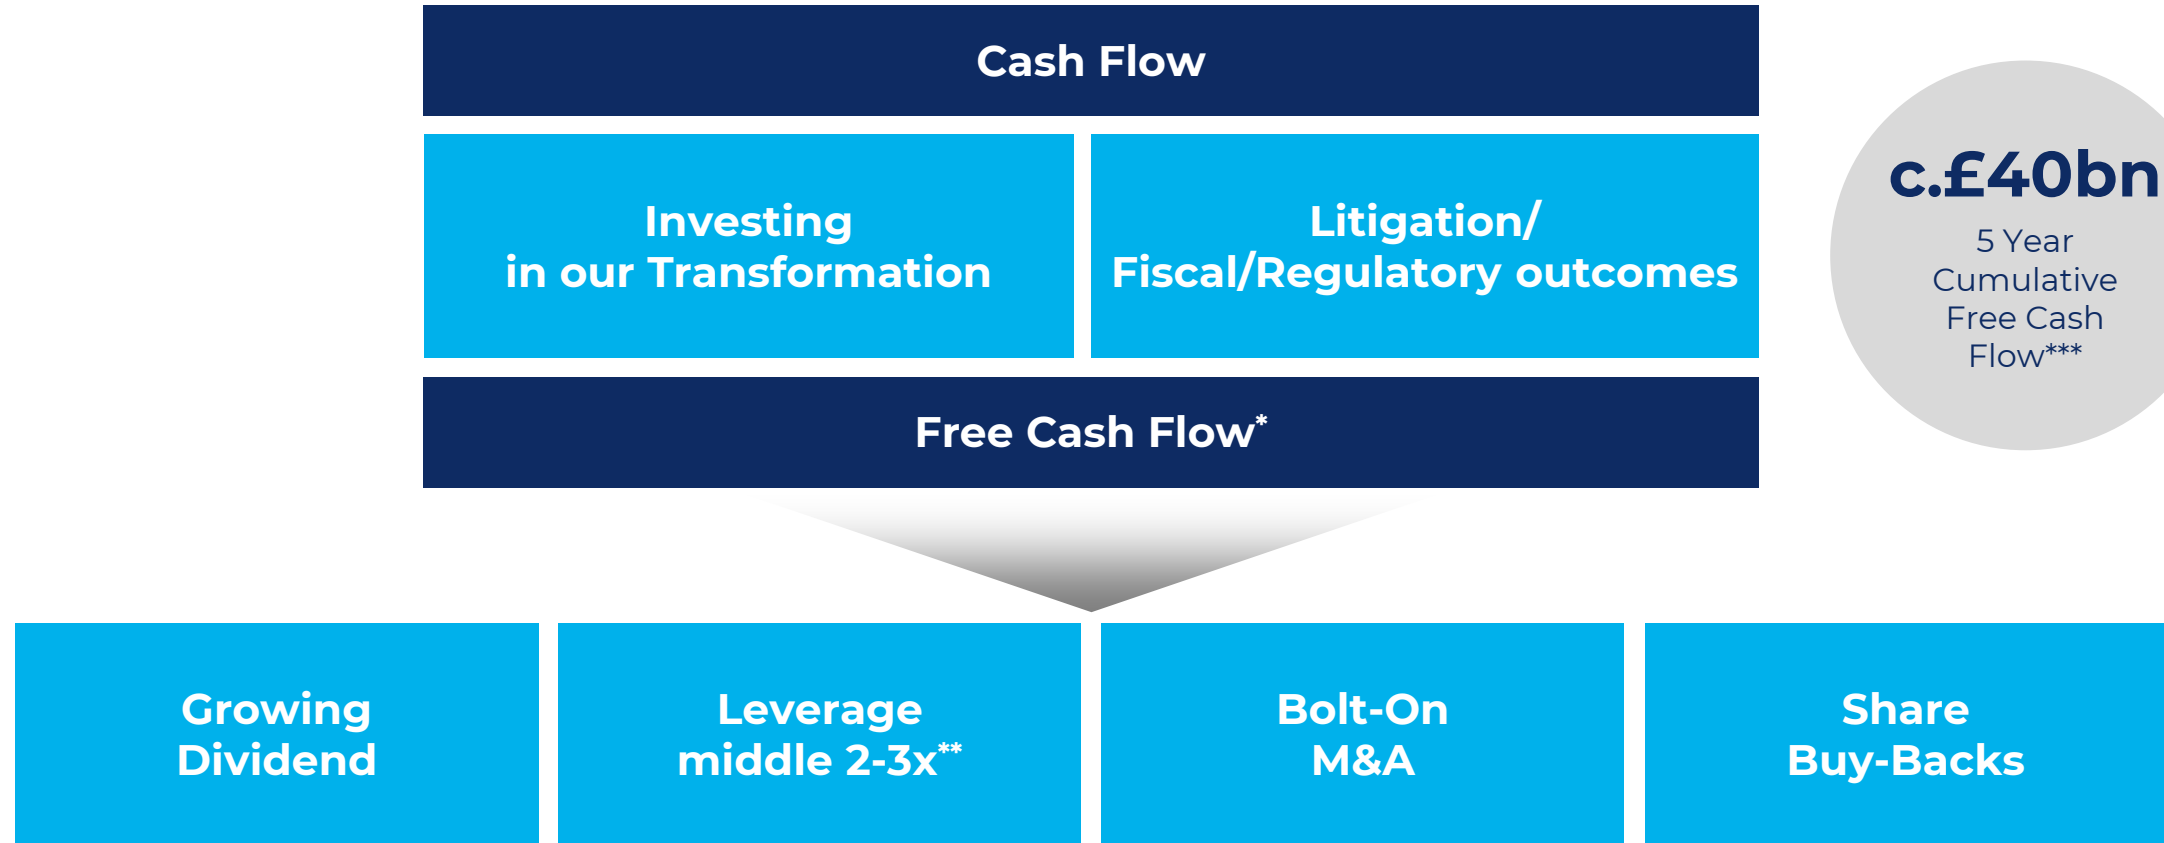 Cash Flow
Investing
in our Transformation
Litigation/
Fiscal/Regulatory outcomes
c.£40bn
5 Year
Cumulative
Free Cash
Flow***
Free Cash Flow*
Growing
Dividend
Leverage
middle 2-3x**
Bolt-On
M&A
Share
Buy-Backs